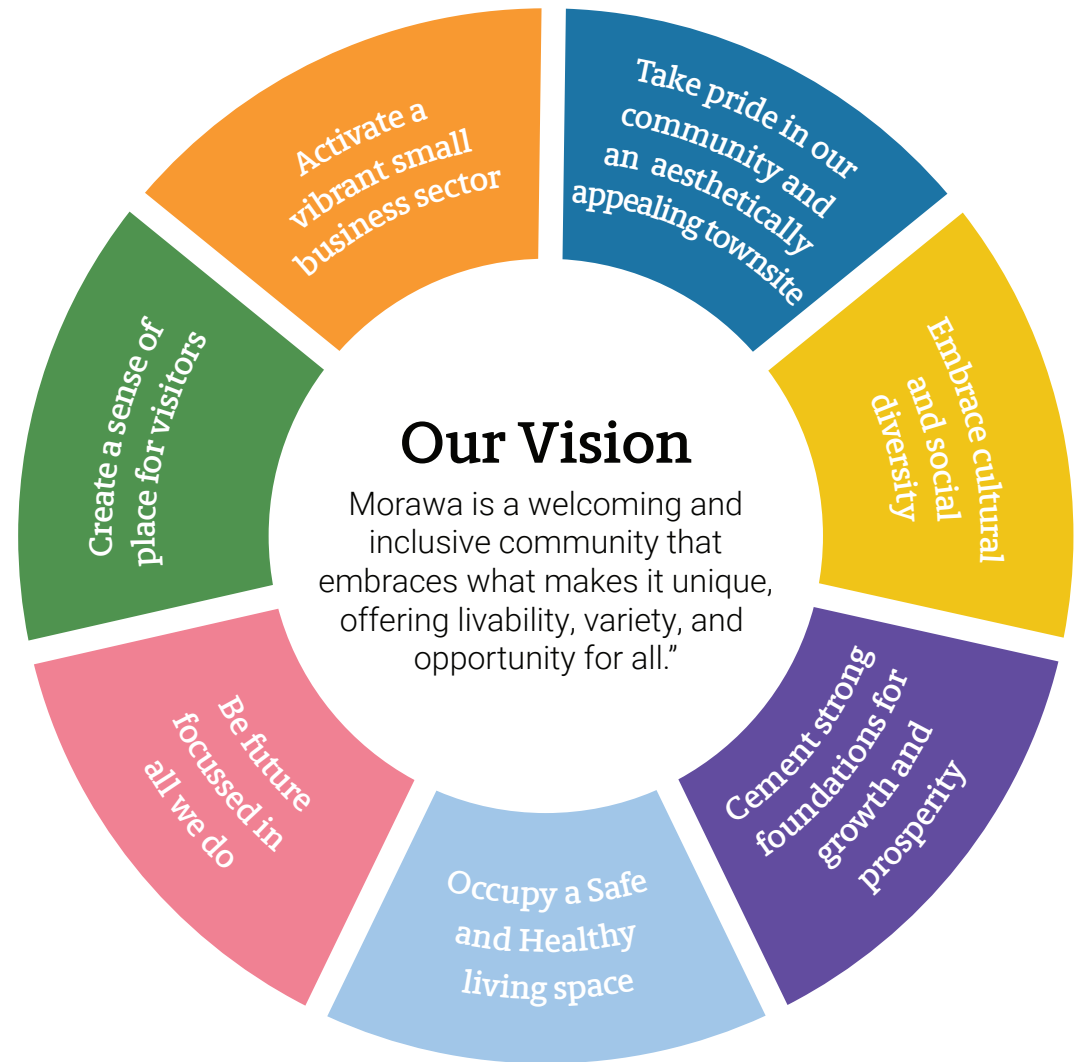 Take pride in our
community and
an aesthetically
appealing townsite
Embrace cultural
and social
diversity
Cement strong
foundations for
growth and
prosperity
Occupy a Safe
and Healthy
living space
Be future
focussed in
all we do
Create a sense of
place for visitors
Activate a
vibrant small
business sector
Our Vision
Morawa is a welcoming and
inclusive community that
embraces what makes it unique,
offering livability, variety, and
opportunity for all.”